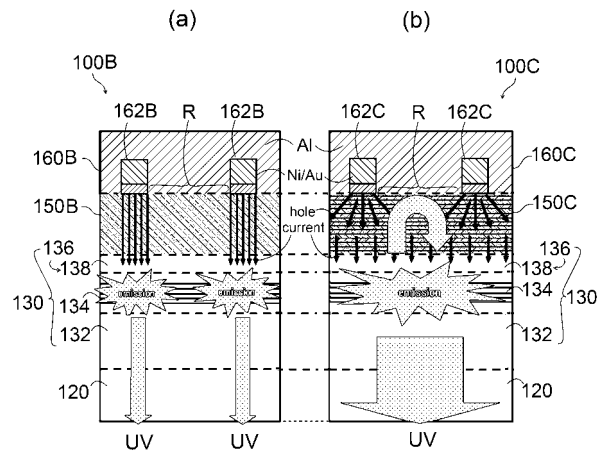 (a) (b)
100B 100C
162B R 162B 162C R 162C
160B Al 160C
Ni/Au
150B hole current 150C
136 136
138 138
130 134 emission emission emission 134 130
132 132
120 120
UV UV UV